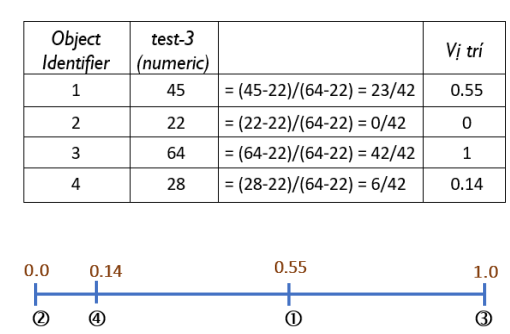 Object Identifier test-3 (numeric) Vị trí
1 45 = (45-22)/(64-22) = 23/42 0.55
2 22 = (22-22)/(64-22) = 0/42 0
3 64 = (64-22)/(64-22) = 42/42 1
4 28 = (28-22)/(64-22) = 6/42 0.14
0.0 0.14 0.55 1.0
② ④ ① ③